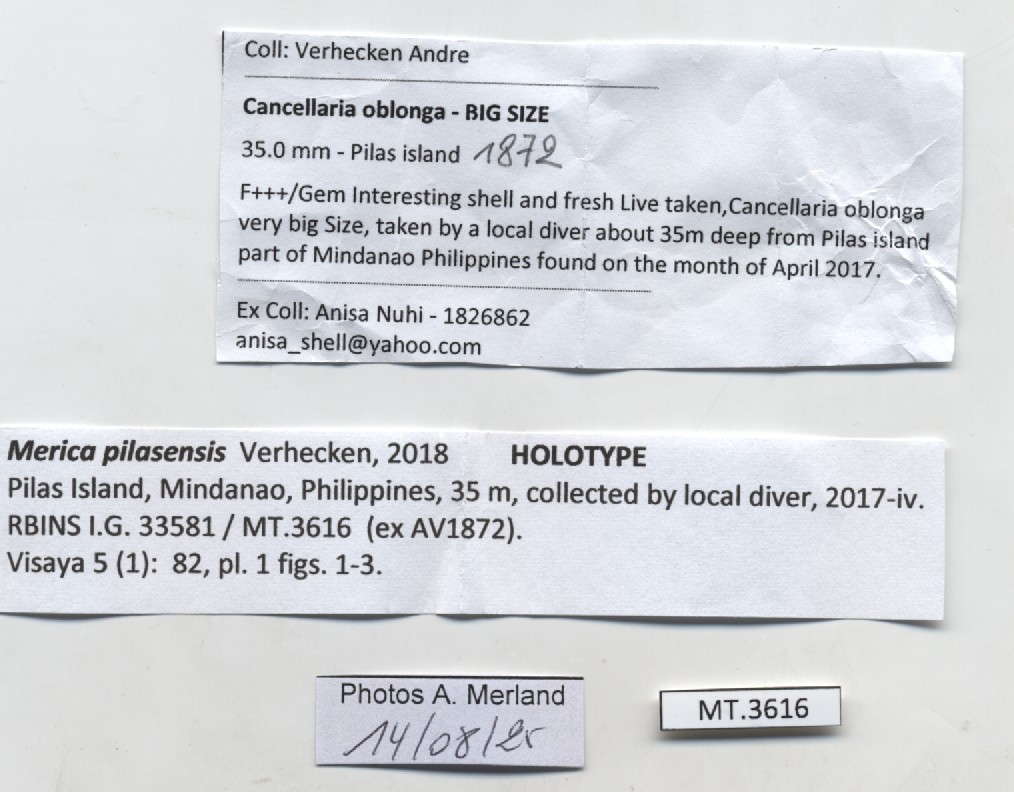 Coll: Verhecken Andre
Cancellaria oblonga - BIG SIZE
35.0 mm - Pilas island 1872
F+++/Gem Interesting shell and fresh Live taken,Cancellaria oblonga
very big Size, taken by a local diver about 35m deep from Pilas island
part of Mindanao Philippines found on the month of April 2017.
Ex Coll: Anisa Nuhi - 1826862
anisa_shell@yahoo.com
Merica pilasensis Verhecken, 2018 HOLOTYPE
Pilas Island, Mindanao, Philippines, 35 m, collected by local diver, 2017-iv.
RBINS I.G. 33581 / MT.3616 (ex AV1872).
Visaya 5 (1): 82, pl. 1 figs. 1-3.
Photos A. Merland
14/08/
MT.3616